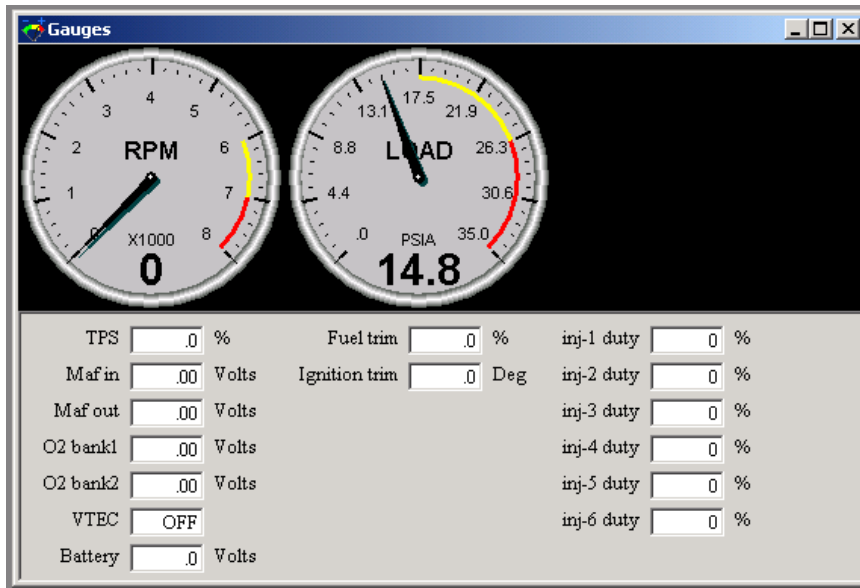 Gauges
0 1 2 3 4 5 6 7 8
RPM
X1000
0
.0 4.4 8.8 13.1 17.5 21.9 26.3 30.6 35.0
LOAD
PSIA
14.8
TPS .0 % Fuel trim .0 % inj-1 duty 0 %
Maf in .00 Volts Ignition trim .0 Deg inj-2 duty 0 %
Maf out .00 Volts inj-3 duty 0 %
O2 bank1 .00 Volts inj-4 duty 0 %
O2 bank2 .00 Volts inj-5 duty 0 %
VTEC OFF inj-6 duty 0 %
Battery .0 Volts